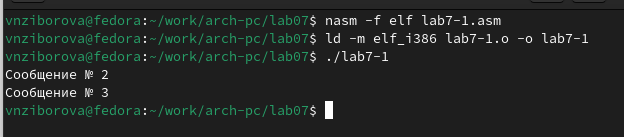 vnziborova@fedora:~/work/arch-pc/lab07$ nasm -f elf lab7-1.asm
vnziborova@fedora:~/work/arch-pc/lab07$ ld -m elf_i386 lab7-1.o -o lab7-1
vnziborova@fedora:~/work/arch-pc/lab07$ ./lab7-1
Сообщение № 2
Сообщение № 3
vnziborova@fedora:~/work/arch-pc/lab07$